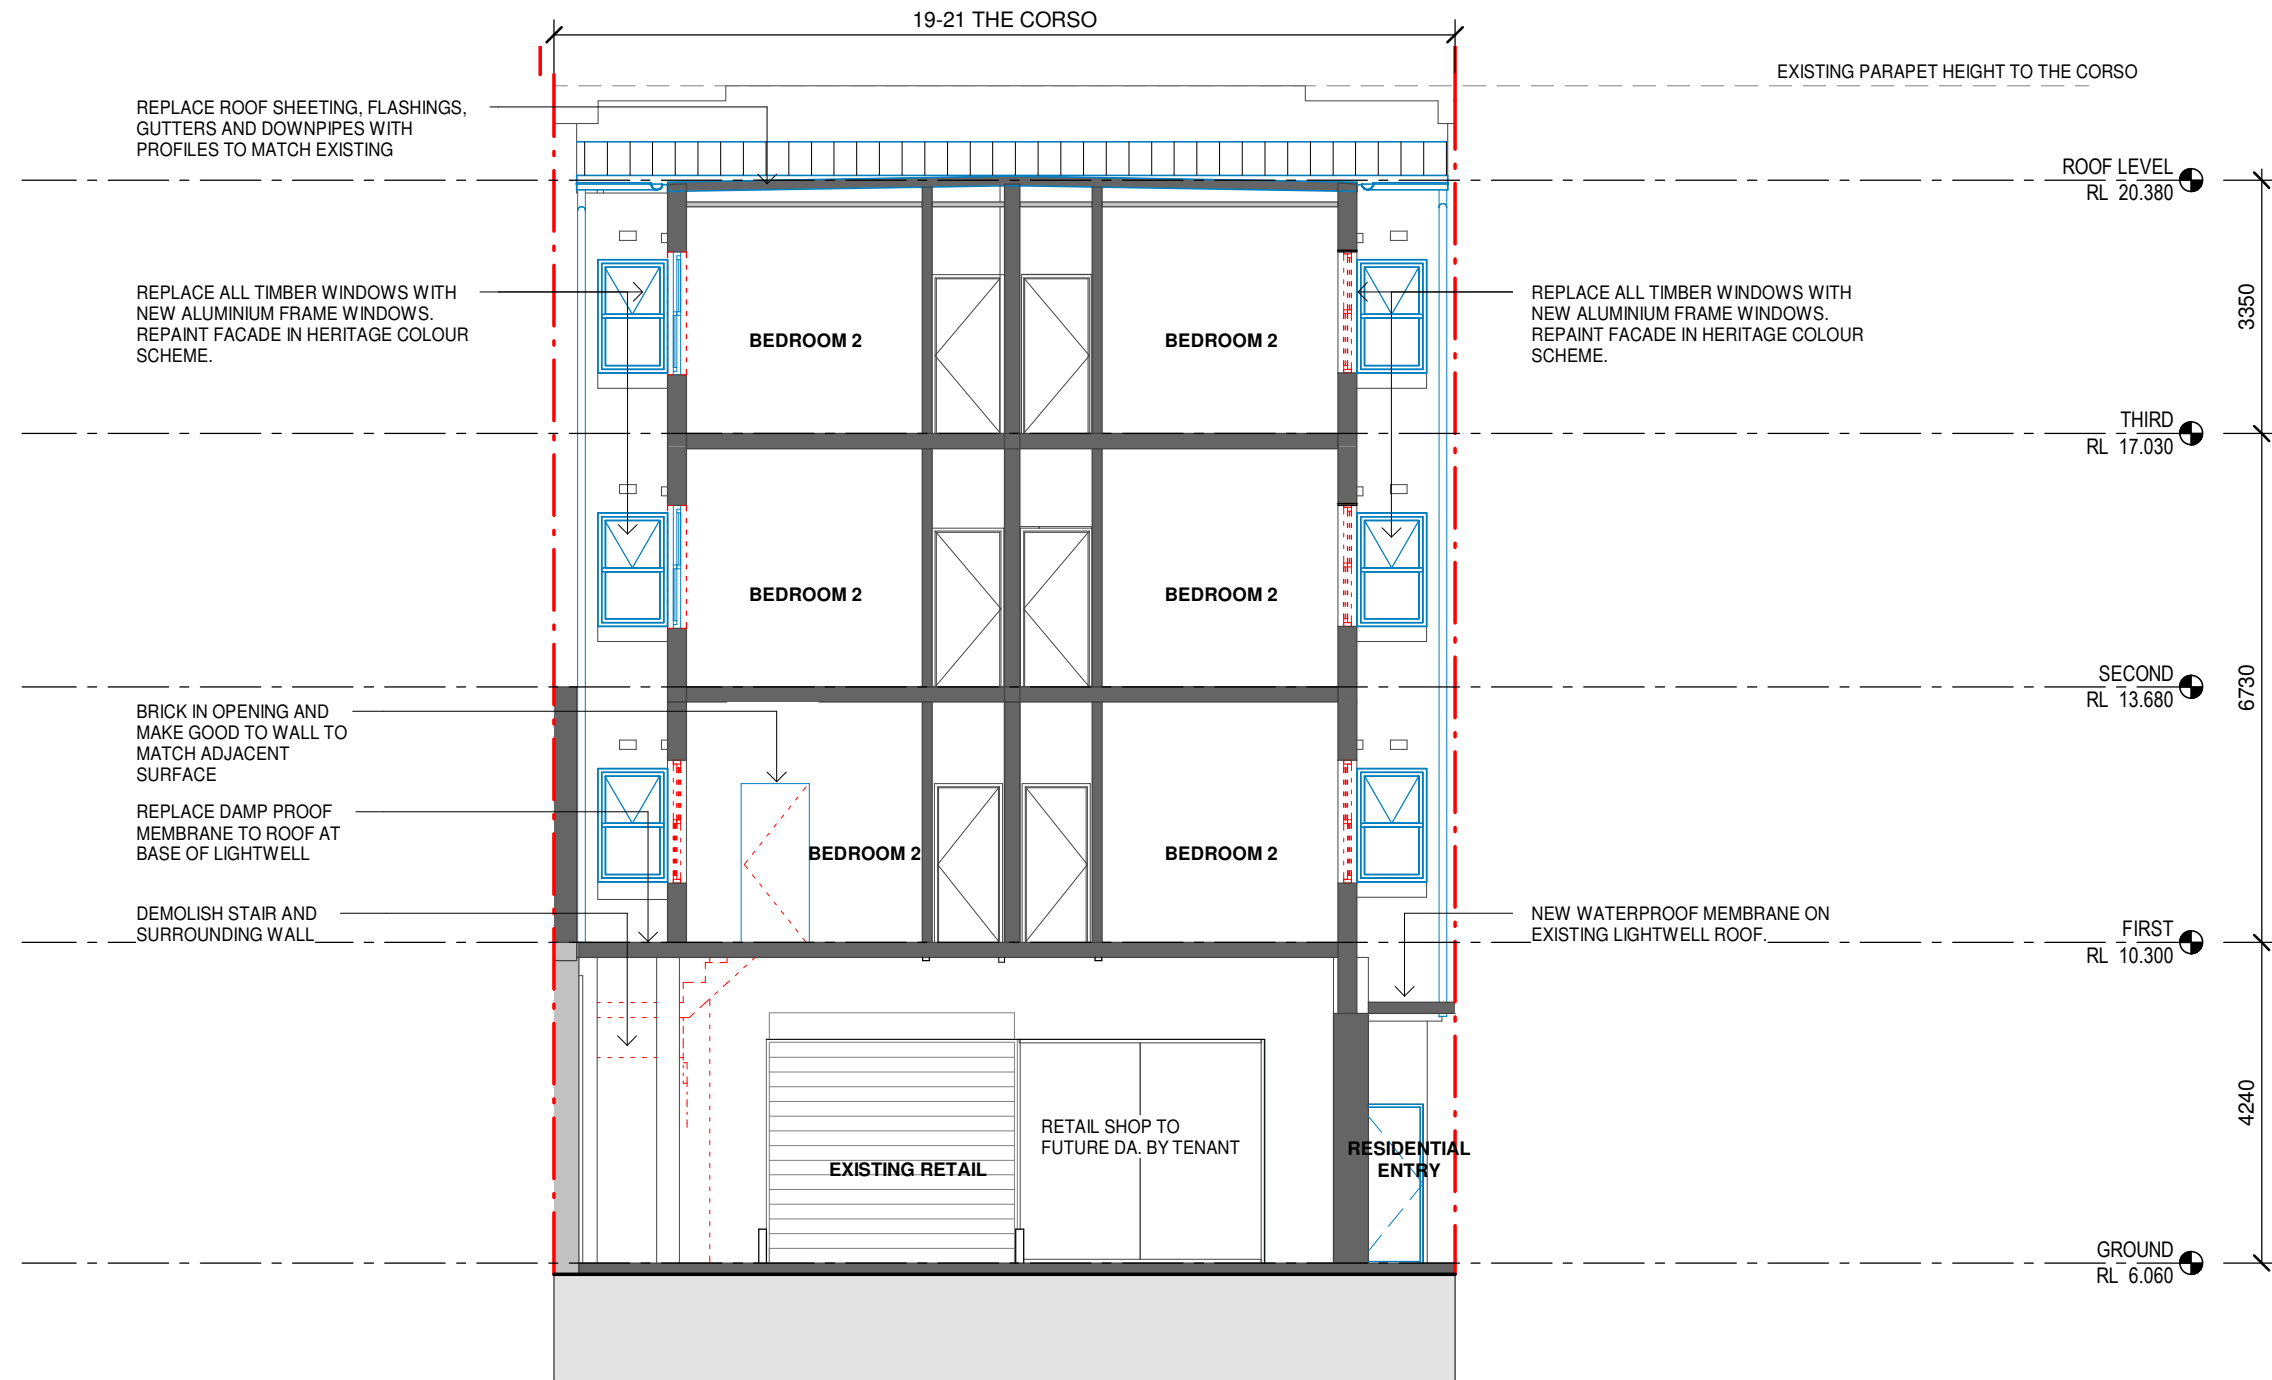 19-21 THE CORSO
EXISTING PARAPET HEIGHT TO THE CORSO
REPLACE ROOF SHEETING, FLASHINGS,
GUTTERS AND DOWNPIPES WITH
PROFILES TO MATCH EXISTING
ROOF LEVEL
RL 20.380
REPLACE ALL TIMBER WINDOWS WITH
NEW ALUMINIUM FRAME WINDOWS.
REPAINT FACADE IN HERITAGE COLOUR
SCHEME.
BEDROOM 2
BEDROOM 2
REPLACE ALL TIMBER WINDOWS WITH
NEW ALUMINIUM FRAME WINDOWS.
REPAINT FACADE IN HERITAGE COLOUR
SCHEME.
3350
THIRD
RL 17.030
BEDROOM 2
BEDROOM 2
SECOND
RL 13.680
6730
BRICK IN OPENING AND
MAKE GOOD TO WALL TO
MATCH ADJACENT
SURFACE
REPLACE DAMP PROOF
MEMBRANE TO ROOF AT
BASE OF LIGHTWELL
BEDROOM 2
BEDROOM 2
DEMOLISH STAIR AND
SURROUNDING WALL
NEW WATERPROOF MEMBRANE ON
EXISTING LIGHTWELL ROOF.
FIRST
RL 10.300
4240
RETAIL SHOP TO
FUTURE DA. BY TENANT
EXISTING RETAIL
RESIDENTIAL
ENTRY
GROUND
RL 6.060